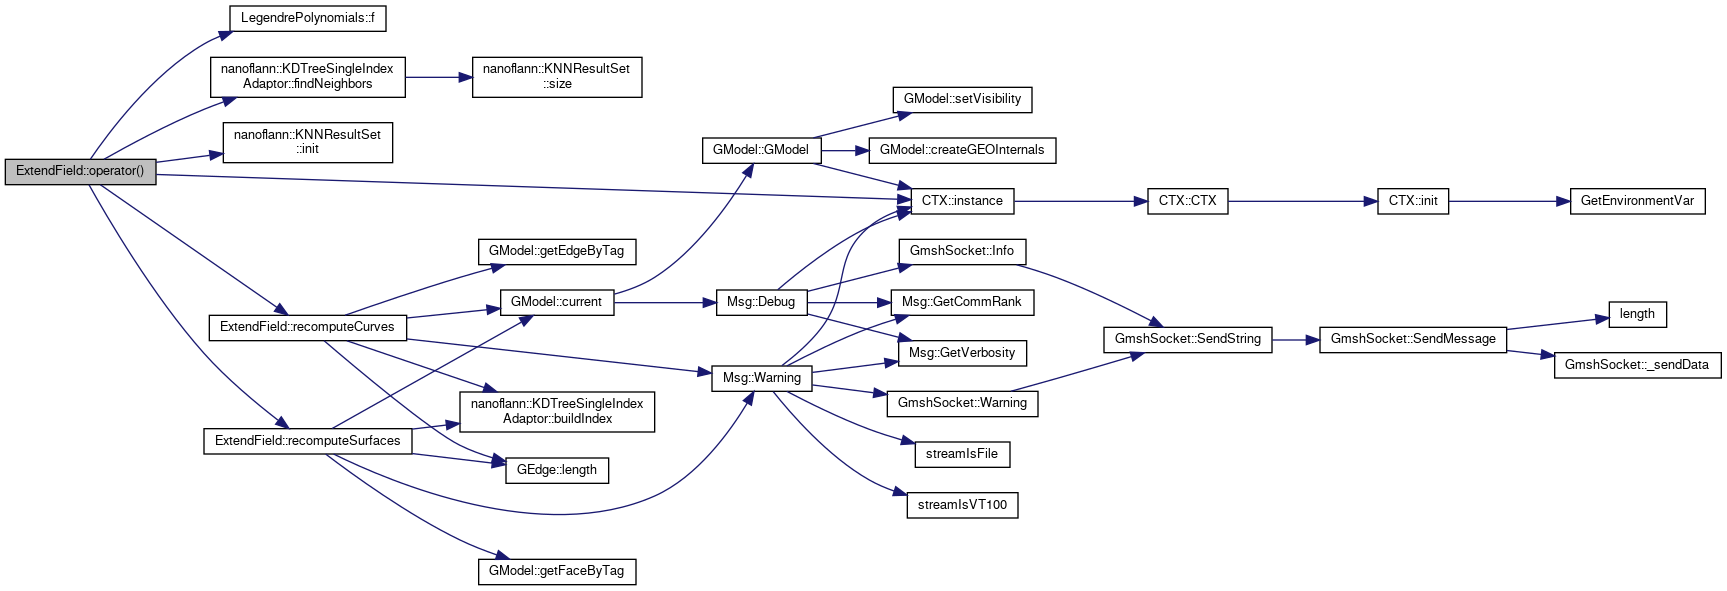 LegendrePolynomials::f
nanoflann::KDTreeSingleIndex
Adaptor::findNeighbors
nanoflann::KNNResultSet
::size
nanoflann::KNNResultSet
::init
ExtendField::operator()
GModel::setVisibility
GModel::GModel
GModel::createGEOInternals
CTX::instance
CTX::CTX
CTX::init
GetEnvironmentVar
GModel::getEdgeByTag
GmshSocket::Info
GModel::current
Msg::Debug
Msg::GetCommRank
ExtendField::recomputeCurves
length
GmshSocket::SendString
GmshSocket::SendMessage
Msg::GetVerbosity
GmshSocket::_sendData
Msg::Warning
GmshSocket::Warning
nanoflann::KDTreeSingleIndex
Adaptor::buildIndex
ExtendField::recomputeSurfaces
streamIsFile
GEdge::length
streamIsVT100
GModel::getFaceByTag